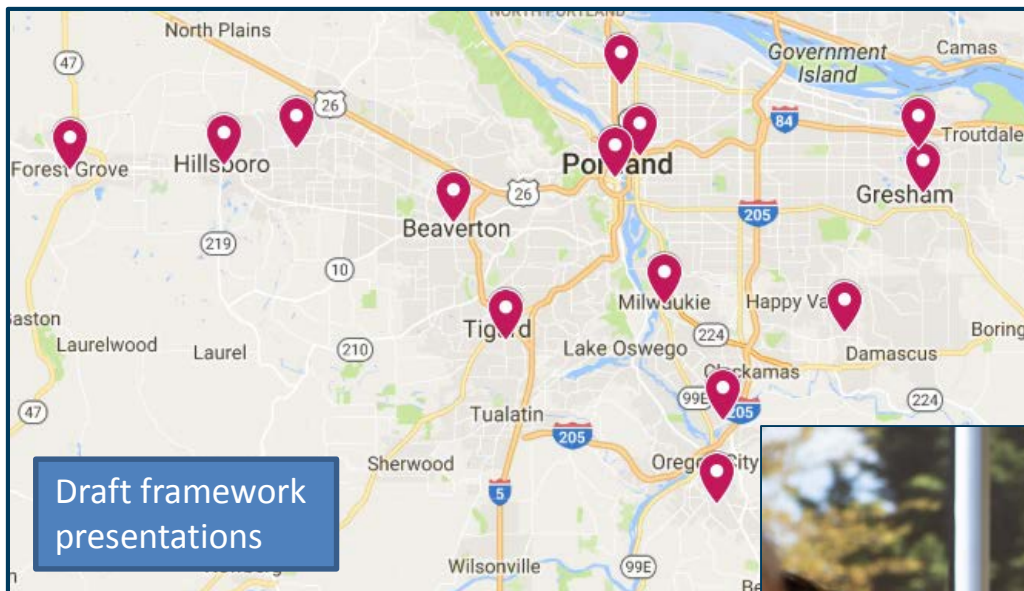 NORTH PORTLAND
North Plains
Government
Island
Camas
47
26
84
Troutdale
Forest Grove
Hillsboro
Portland
26
Gresham
205
Beaverton
219
10
Milwaukie
Happy Va
Gaston
Tigard
224
Boring
Laurelwood
Laurel
210
Lake Oswego
Damascus
Clackamas
99E
205
224
47
Tualatin
205
Sherwood
Oregon City
5
Draft framework
presentations
Wilsonville
99E